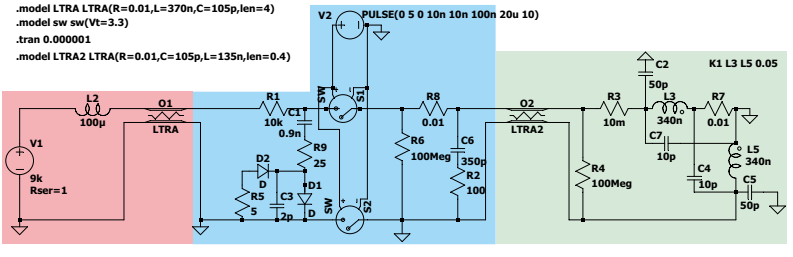 .model LTRA LTRA(R=0.01,L=370n,C=105p,len=4)
.model sw sw(Vt=3.3)
.tran 0.000001
.model LTRA2 LTRA(R=0.01,C=105p,L=135n,len=0.4)
V2
PULSE(0 5 0 10n 10n 100n 20u 10)
K1 L3 L5 0.05
L2
100µ
O1
LTRA
V1
9k
Rser=1
R1
10k
C1
0.9n
R9
25
D2
D
R5
5
C3
2p
D1
D
SW
S1
SW
S2
R8
0.01
R6
100Meg
C6
350p
R2
100
O2
LTRA2
R3
10m
C2
50p
L3
340n
R7
0.01
C7
10p
L5
340n
R4
100Meg
C4
10p
C5
50p